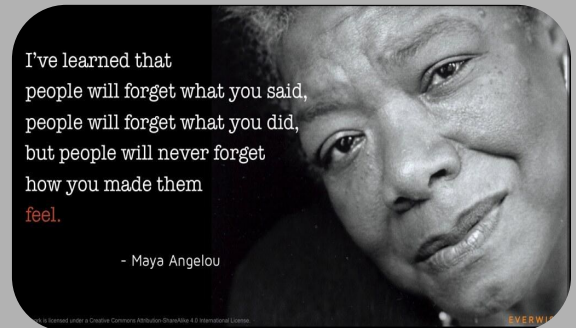 I’ve learned that
people will forget what you said,
people will forget what you did,
but people will never forget
how you made them
feel.
- Maya Angelou
is licensed under a Creative Commons Attribution-ShareAlike 4.0 International License.